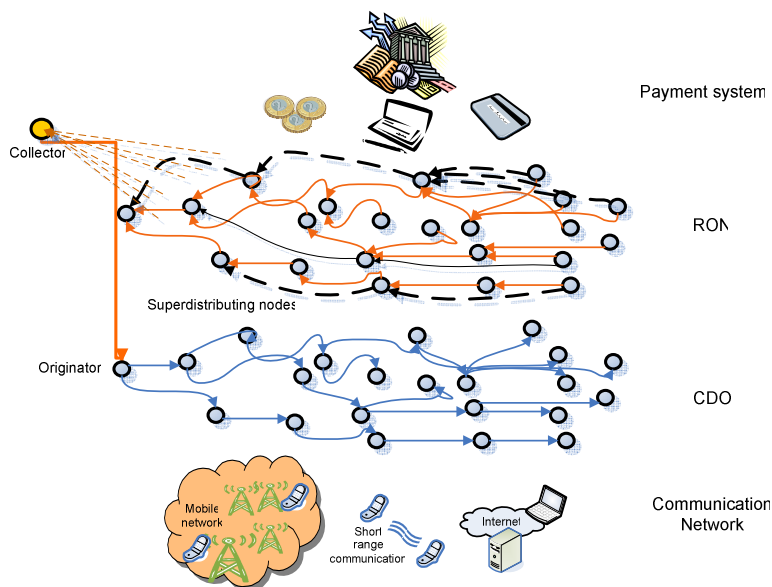 Payment system
Collector
RON
Superdistributing nodes
Originator
CDO
Mobile
network
Short
range
communication
Internet
Communication
Network